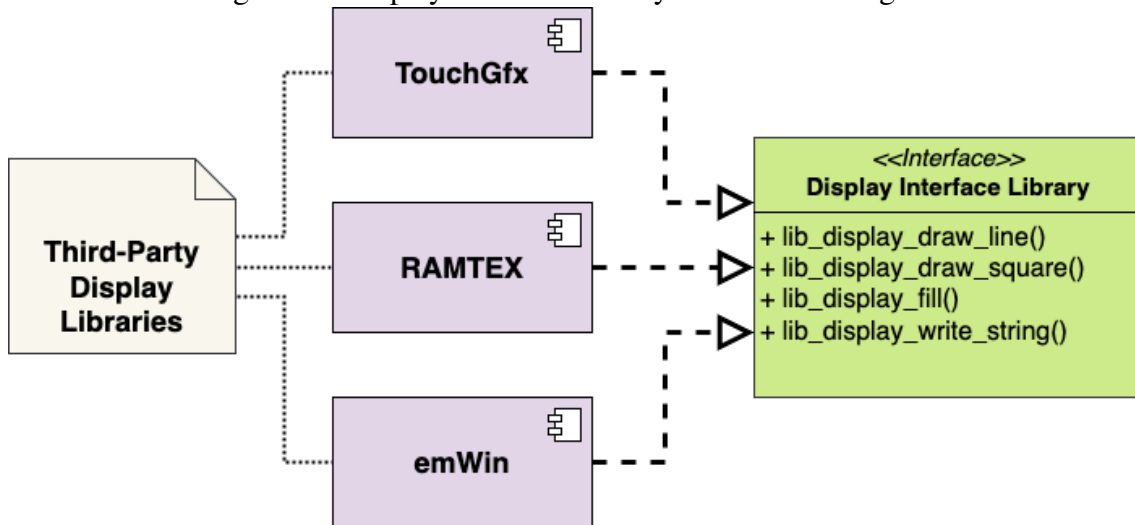 TouchGfx
Third-Party
Display
Libraries
RAMTEX
emWin
<<Interface>>
Display Interface Library
+ lib_display_draw_line()
+ lib_display_draw_square()
+ lib_display_fill()
+ lib_display_write_string()